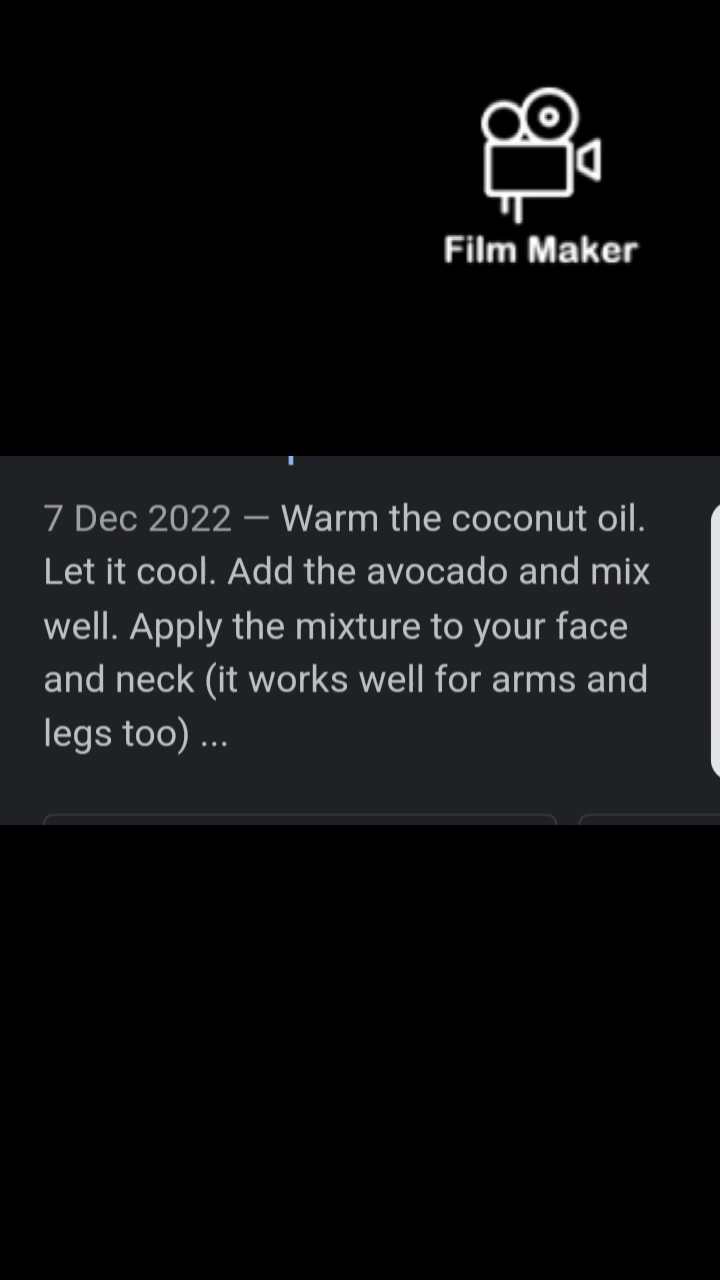 Film Maker
7 Dec 2022 — Warm the coconut oil.
Let it cool. Add the avocado and mix
well. Apply the mixture to your face
and neck (it works well for arms and
legs too) ...